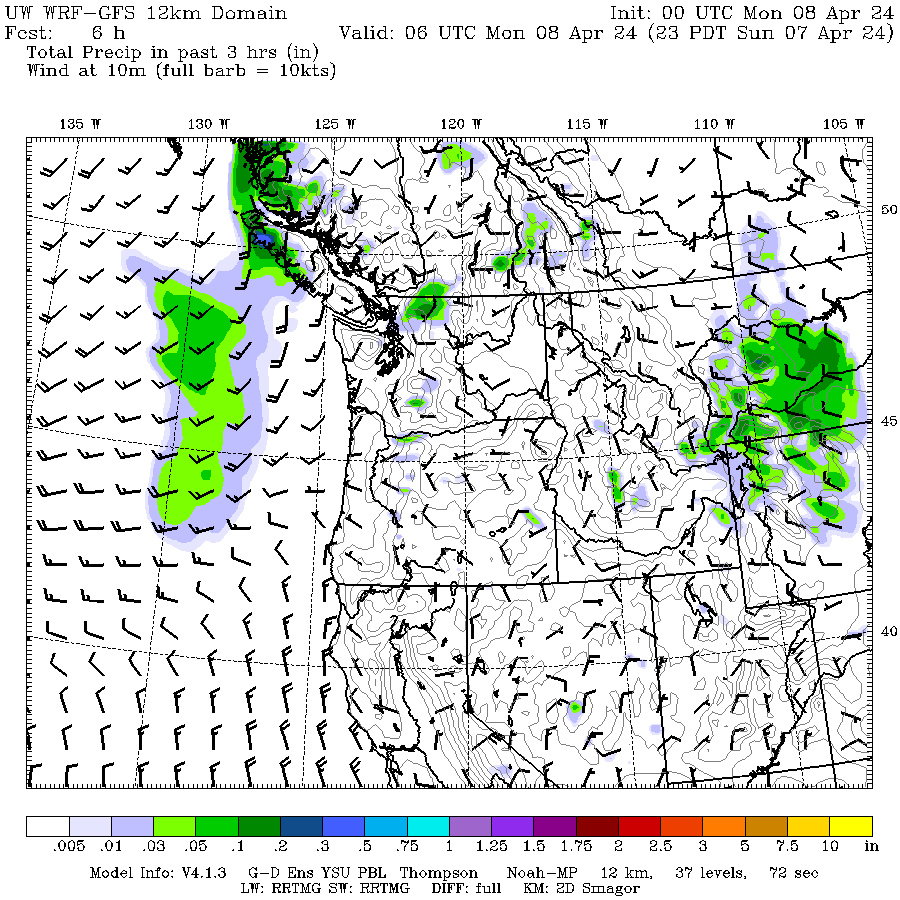 UW WRF-GFS 12km Domain Init: 00 UTC Mon 08 Apr 24
Fcst: 6 h Valid: 06 UTC Mon 08 Apr 24 (23 PDT Sun 07 Apr 24)
Total Precip in past 3 hrs (in)
Wind at 10m (full barb = 10kts)
135 W 130 W 125 W 120 W 115 W 110 W 105 W
50
45
40
.005 .01 .03 .05 .1 .2 .3 .5 .75 1 1.25 1.5 1.75 2 2.5 3 5 7.5 10 in
Model Info: V4.1.3 G-D Ens YSU PBL Thompson Noah-MP 12 km, 37 levels, 72 sec
LW: RRTMG SW: RRTMG DIFF: full KM: 2D Smagor